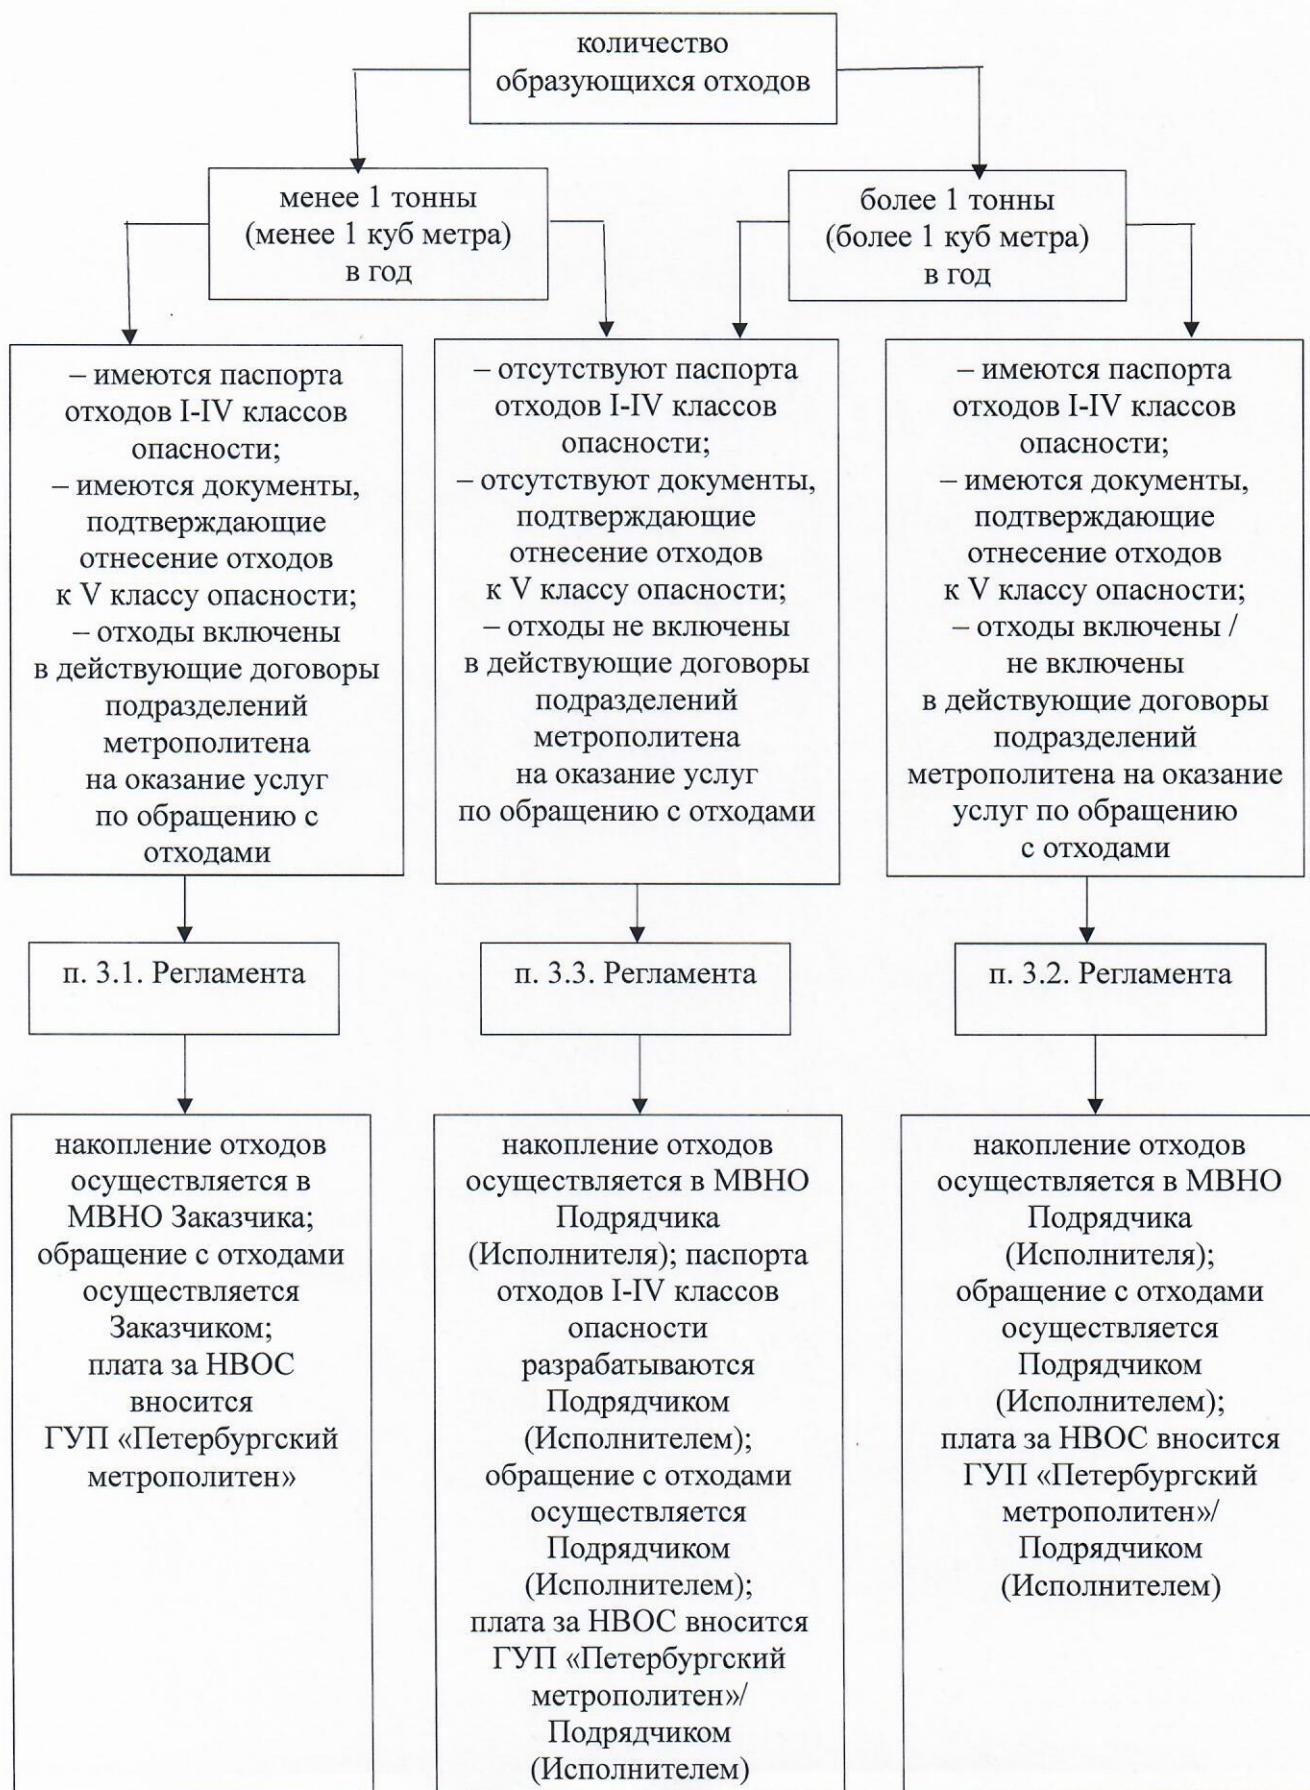 количество
образующихся отходов
менее 1 тонны
(менее 1 куб метра)
в год
более 1 тонны
(более 1 куб метра)
в год
– имеются паспорта
отходов I-IV классов
опасности;
– имеются документы,
подтверждающие
отнесение отходов
к V классу опасности;
– отходы включены
в действующие договоры
подразделений
метрополитена
на оказание услуг
по обращению с
отходами
– отсутствуют паспорта
отходов I-IV классов
опасности;
– отсутствуют документы,
подтверждающие
отнесение отходов
к V классу опасности;
– отходы не включены
в действующие договоры
подразделений
метрополитена
на оказание услуг
по обращению с отходами
– имеются паспорта
отходов I-IV классов
опасности;
– имеются документы,
подтверждающие
отнесение отходов
к V классу опасности;
– отходы включены /
не включены
в действующие договоры
подразделений
метрополитена на оказание
услуг по обращению
с отходами
п. 3.1. Регламента
п. 3.3. Регламента
п. 3.2. Регламента
накопление отходов
осуществляется в
МВНО Заказчика;
обращение с отходами
осуществляется
Заказчиком;
плата за НВОС
вносится
ГУП «Петербургский
метрополитен»
накопление отходов
осуществляется в МВНО
Подрядчика
(Исполнителя); паспорта
отходов I-IV классов
опасности
разрабатываются
Подрядчиком
(Исполнителем);
обращение с отходами
осуществляется
Подрядчиком
(Исполнителем);
плата за НВОС вносится
ГУП «Петербургский
метрополитен»/
Подрядчиком
(Исполнителем)
накопление отходов
осуществляется в МВНО
Подрядчика
(Исполнителя);
обращение с отходами
осуществляется
Подрядчиком
(Исполнителем);
плата за НВОС вносится
ГУП «Петербургский
метрополитен»/
Подрядчиком
(Исполнителем)